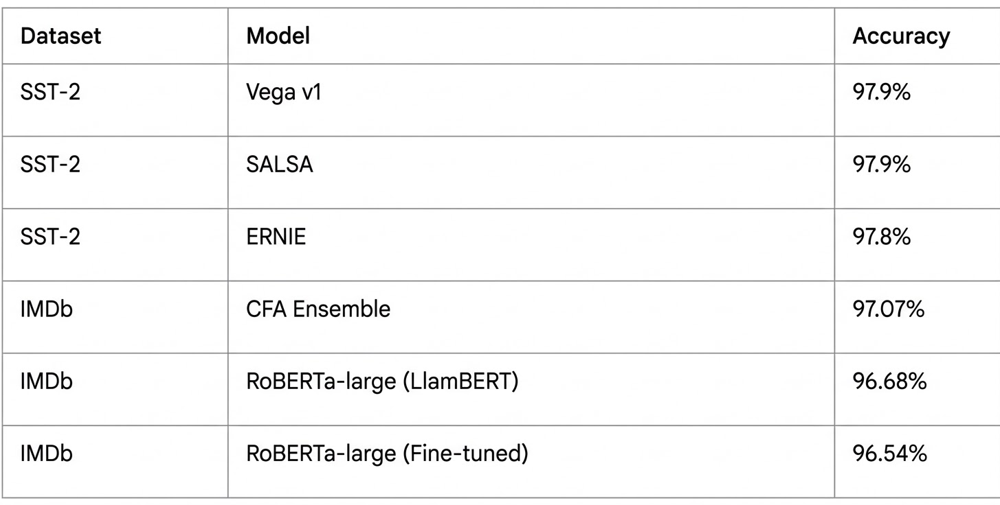 Dataset Model Accuracy
SST-2 Vega v1 97.9%
SST-2 SALSA 97.9%
SST-2 ERNIE 97.8%
IMDb CFA Ensemble 97.07%
IMDb RoBERTa-large (LlamBERT) 96.68%
IMDb RoBERTa-large (Fine-tuned) 96.54%